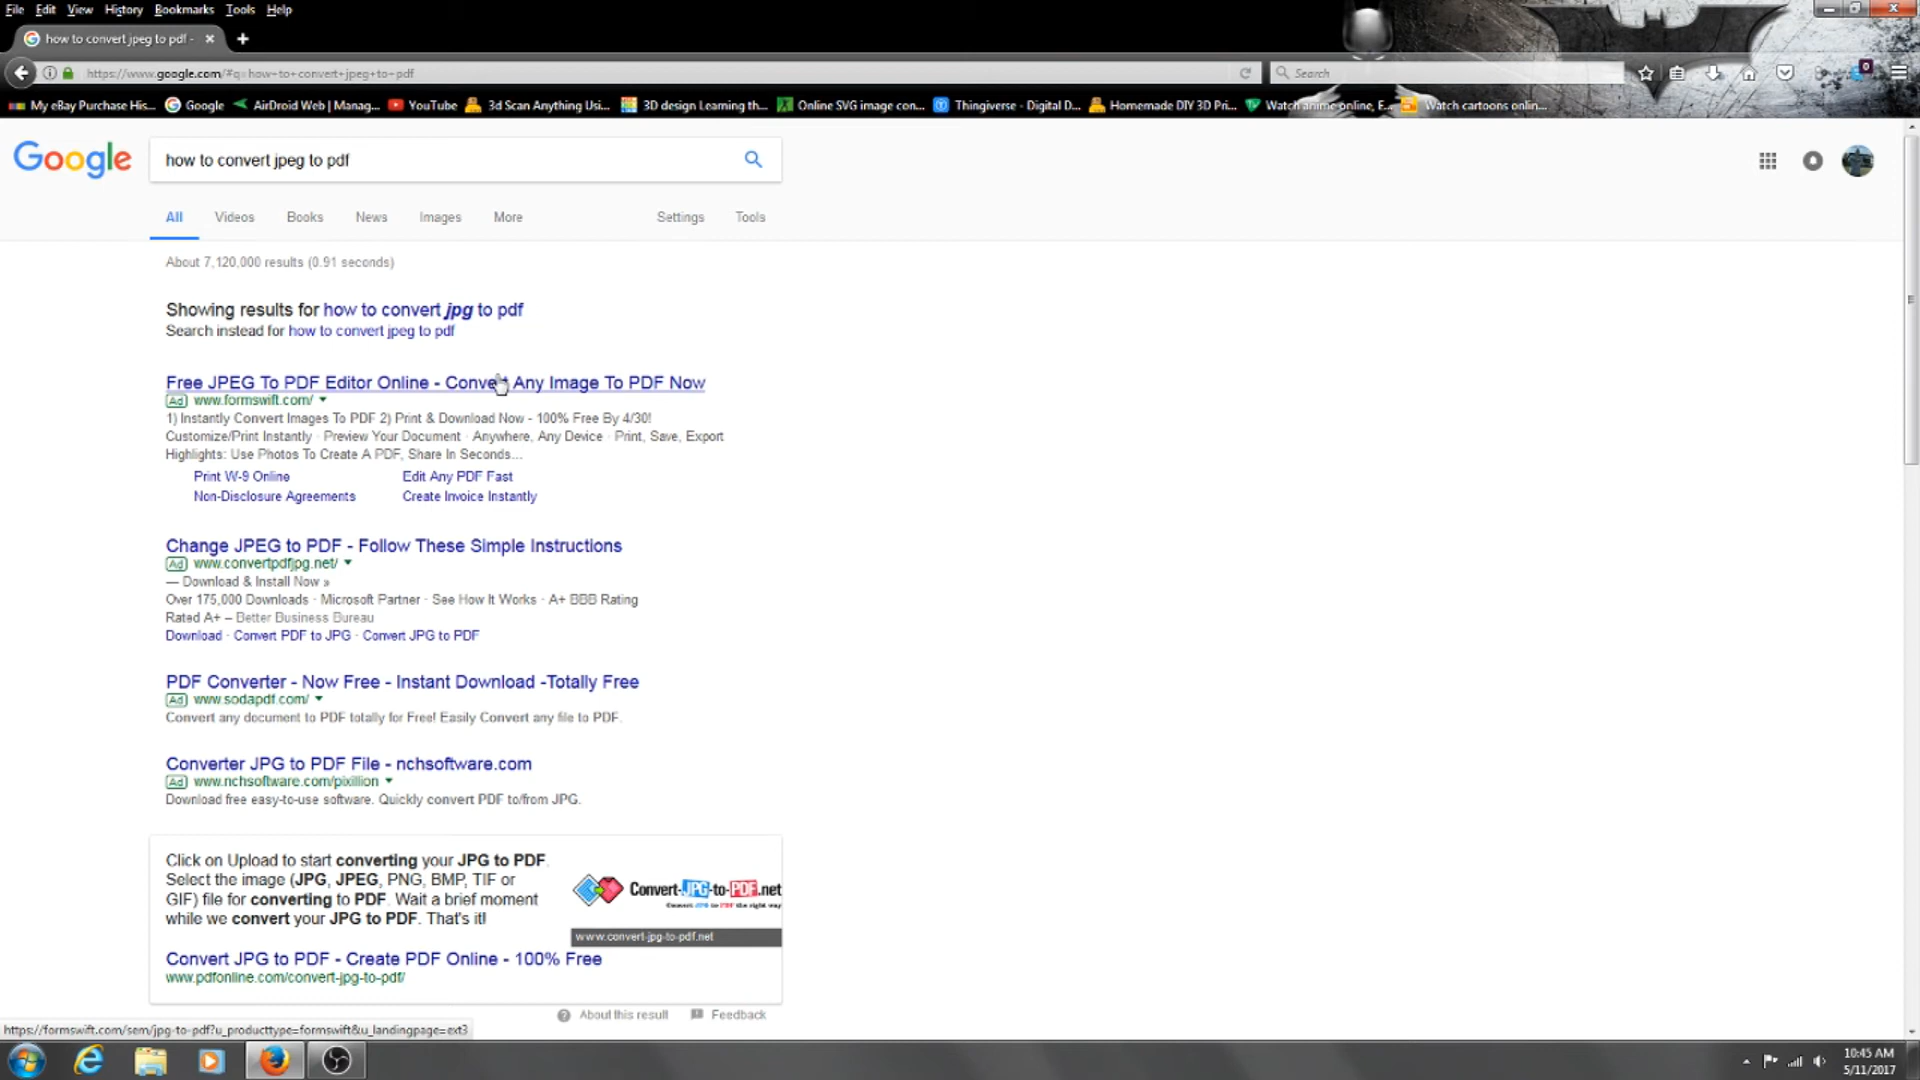 File Edit View History Bookmarks Tools Help
how to convert jpeg to pdf -
https://www.google.com/#q=how+to+convert+jpeg+to+pdf
Search
0
My eBay Purchase His... Google AirDroid Web | Manag... YouTube 3d Scan Anything Usi... 3D design Learning th... Online SVG image con... Thingiverse - Digital D... Homemade DIY 3D Pri... Watch anime online, E... Watch cartoons onlin...
Google
how to convert jpeg to pdf
All Videos Books News Images More Settings Tools
About 7,120,000 results (0.91 seconds)
Showing results for how to convert jpg to pdf
Search instead for how to convert jpeg to pdf
Free JPEG To PDF Editor Online - Convert Any Image To PDF Now
Ad www.formswift.com/
1) Instantly Convert Images To PDF 2) Print & Download Now - 100% Free By 4/30!
Customize/Print Instantly · Preview Your Document · Anywhere, Any Device · Print, Save, Export
Highlights: Use Photos To Create A PDF, Share In Seconds...
Print W-9 Online Edit Any PDF Fast
Non-Disclosure Agreements Create Invoice Instantly
Change JPEG to PDF - Follow These Simple Instructions
Ad www.convertpdfjpg.net/
— Download & Install Now »
Over 175,000 Downloads · Microsoft Partner · See How It Works · A+ BBB Rating
Rated A+ – Better Business Bureau
Download · Convert PDF to JPG · Convert JPG to PDF
PDF Converter - Now Free - Instant Download -Totally Free
Ad www.sodapdf.com/
Convert any document to PDF totally for Free! Easily Convert any file to PDF.
Converter JPG to PDF File - nchsoftware.com
Ad www.nchsoftware.com/pixillion
Download free easy-to-use software. Quickly convert PDF to/from JPG.
Click on Upload to start converting your JPG to PDF.
Select the image (JPG, JPEG, PNG, BMP, TIF or
GIF) file for converting to PDF. Wait a brief moment
while we convert your JPG to PDF. That's it!
Convert-JPG-to-PDF.net
Convert JPG to PDF the right way
www.convert-jpg-to-pdf.net
Convert JPG to PDF - Create PDF Online - 100% Free
www.pdfonline.com/convert-jpg-to-pdf/
About this result Feedback
https://formswift.com/sem/jpg-to-pdf?u_producttype=formswift&u_landingpage=ext3
10:45 AM
5/11/2017